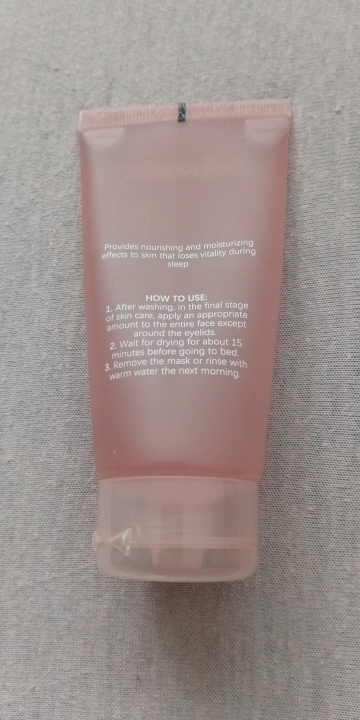 Provides nourishing and moisturizing
effects to skin that loses vitality during
sleep
HOW TO USE:
1. After washing, in the final stage
of skin care, apply an appropriate
amount to the entire face except
around the eyelids.
2. Wait for drying for about 15
minutes before going to bed.
3. Remove the mask or rinse with
warm water the next morning.